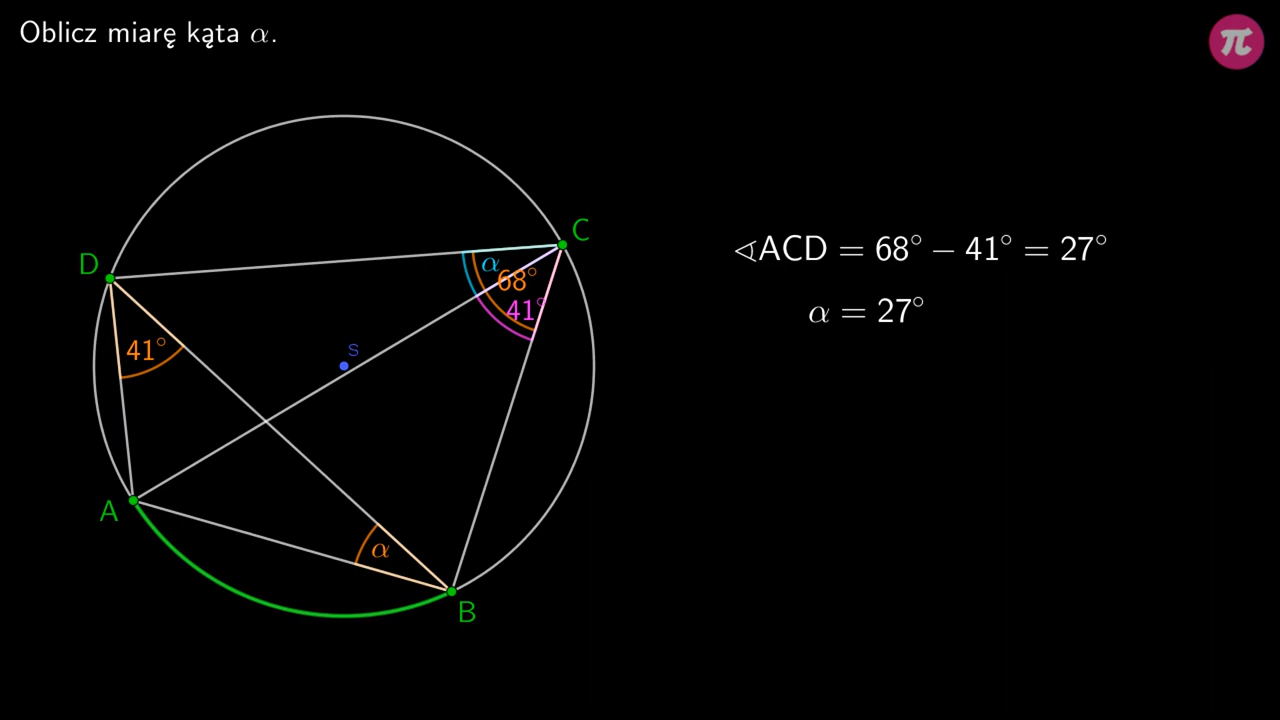 Oblicz miarę kąta α.
π
D
C
α
68°
41°
41°
s
∢ACD = 68° − 41° = 27°
α = 27°
A
α
B